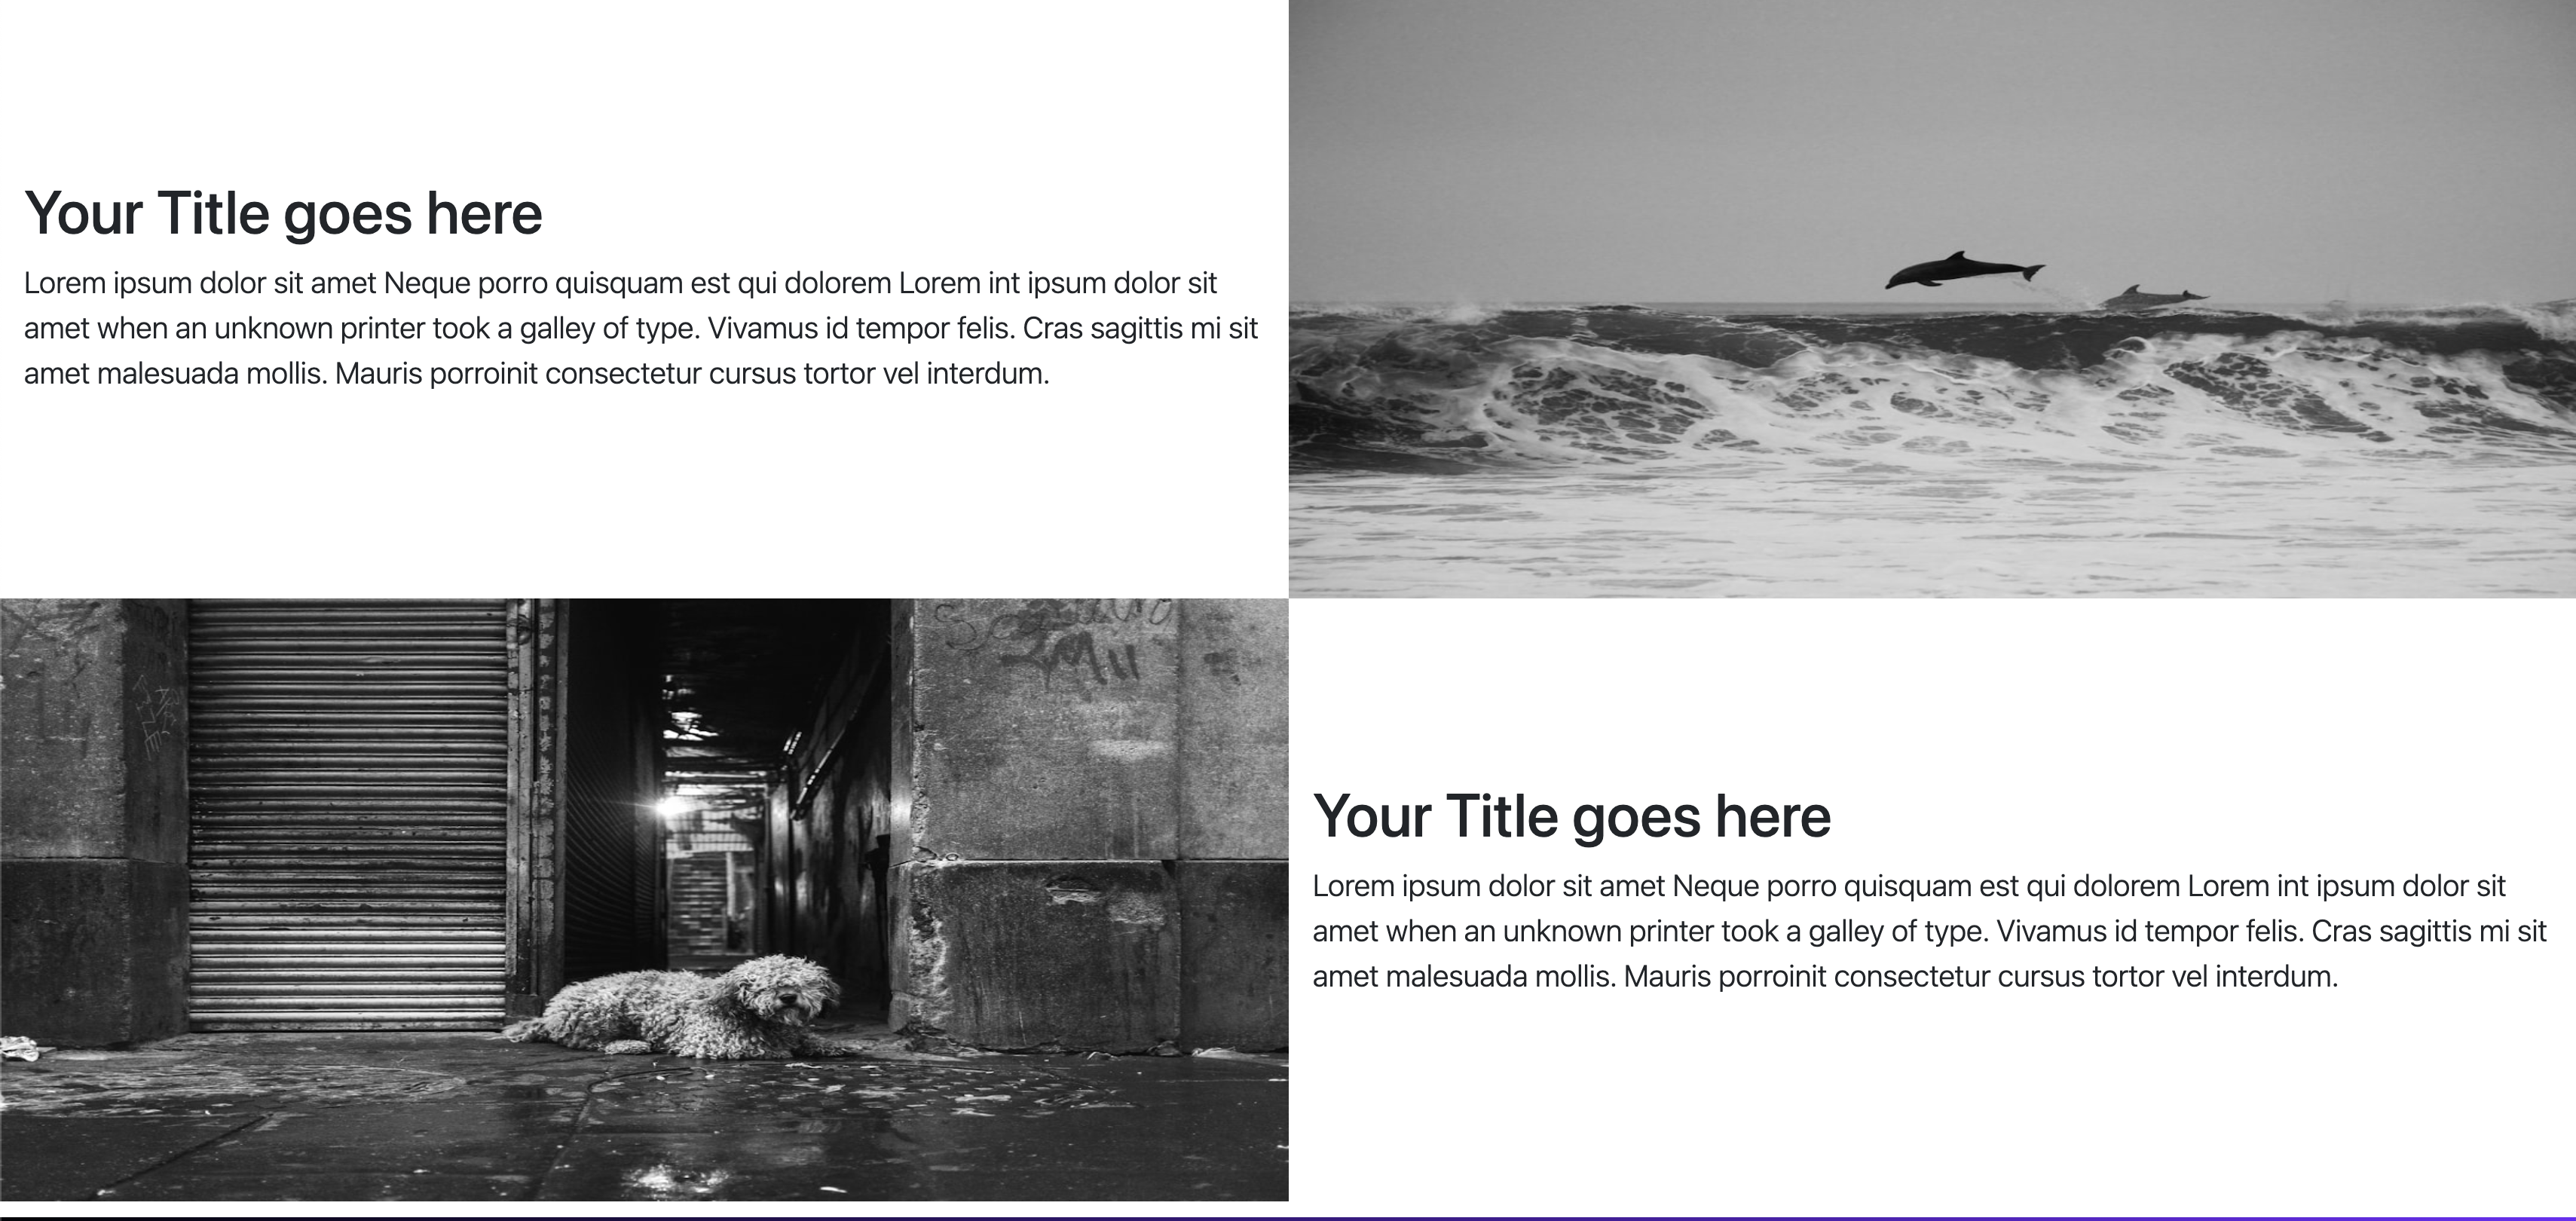 Your Title goes here
Lorem ipsum dolor sit amet Neque porro quisquam est qui dolorem Lorem int ipsum dolor sit
amet when an unknown printer took a galley of type. Vivamus id tempor felis. Cras sagittis mi sit
amet malesuada mollis. Mauris porroinit consectetur cursus tortor vel interdum.
Your Title goes here
Lorem ipsum dolor sit amet Neque porro quisquam est qui dolorem Lorem int ipsum dolor sit
amet when an unknown printer took a galley of type. Vivamus id tempor felis. Cras sagittis mi sit
amet malesuada mollis. Mauris porroinit consectetur cursus tortor vel interdum.